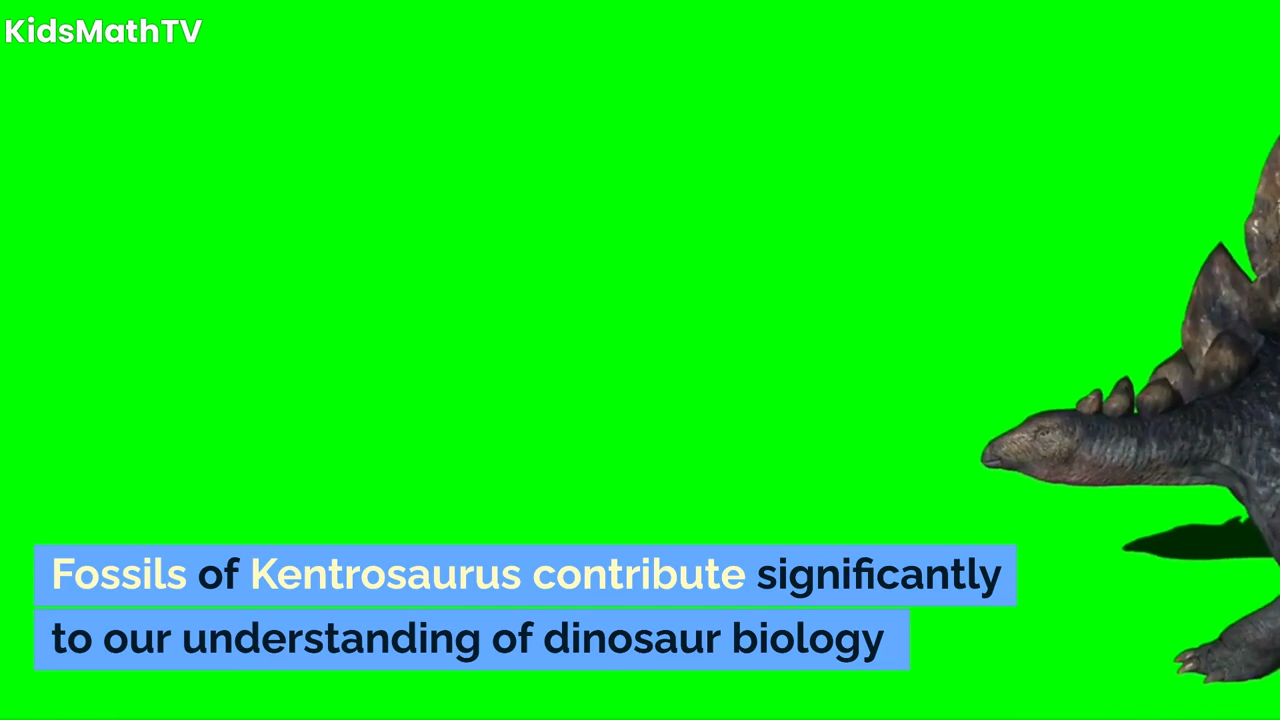 KidsMathTV
Fossils of Kentrosaurus contribute significantly
to our understanding of dinosaur biology